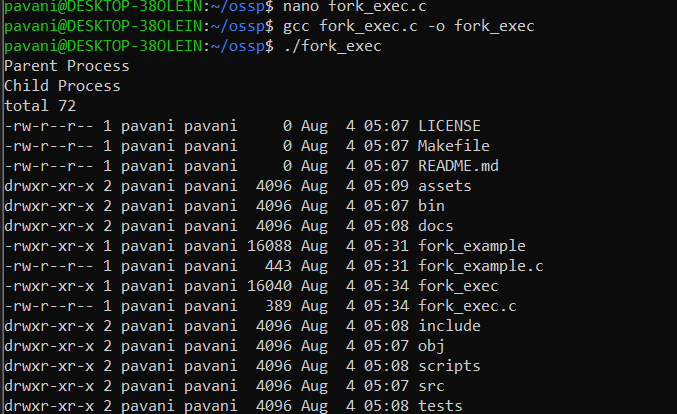 pavani@DESKTOP-38OLEIN:~/ossp$ nano fork_exec.c
pavani@DESKTOP-38OLEIN:~/ossp$ gcc fork_exec.c -o fork_exec
pavani@DESKTOP-38OLEIN:~/ossp$ ./fork_exec
Parent Process
Child Process
total 72
-rw-r--r-- 1 pavani pavani     0 Aug  4 05:07 LICENSE
-rw-r--r-- 1 pavani pavani     0 Aug  4 05:07 Makefile
-rw-r--r-- 1 pavani pavani     0 Aug  4 05:07 README.md
drwxr-xr-x 2 pavani pavani  4096 Aug  4 05:09 assets
drwxr-xr-x 2 pavani pavani  4096 Aug  4 05:07 bin
drwxr-xr-x 2 pavani pavani  4096 Aug  4 05:08 docs
-rwxr-xr-x 1 pavani pavani 16088 Aug  4 05:31 fork_example
-rw-r--r-- 1 pavani pavani   443 Aug  4 05:31 fork_example.c
-rwxr-xr-x 1 pavani pavani 16040 Aug  4 05:34 fork_exec
-rw-r--r-- 1 pavani pavani   389 Aug  4 05:34 fork_exec.c
drwxr-xr-x 2 pavani pavani  4096 Aug  4 05:08 include
drwxr-xr-x 2 pavani pavani  4096 Aug  4 05:07 obj
drwxr-xr-x 2 pavani pavani  4096 Aug  4 05:08 scripts
drwxr-xr-x 2 pavani pavani  4096 Aug  4 05:07 src
drwxr-xr-x 2 pavani pavani  4096 Aug  4 05:08 tests